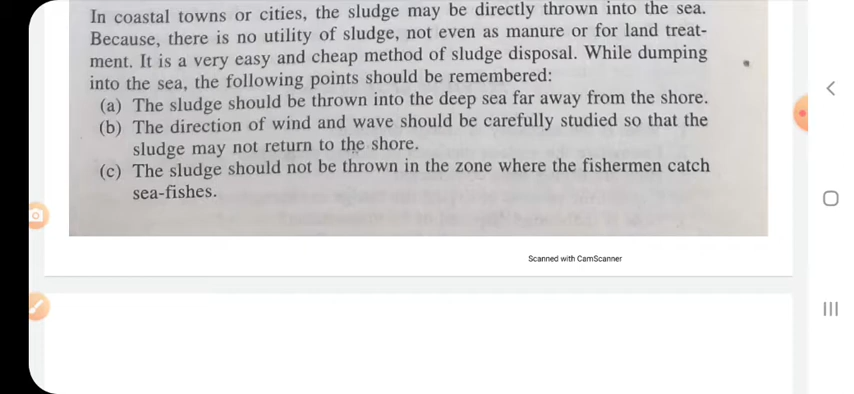 In coastal towns or cities, the sludge may be directly thrown into the sea.
Because, there is no utility of sludge, not even as manure or for land treat-
ment. It is a very easy and cheap method of sludge disposal. While dumping
into the sea, the following points should be remembered:
(a) The sludge should be thrown into the deep sea far away from the shore.
(b) The direction of wind and wave should be carefully studied so that the
sludge may not return to the shore.
(c) The sludge should not be thrown in the zone where the fishermen catch
sea-fishes.
Scanned with CamScanner